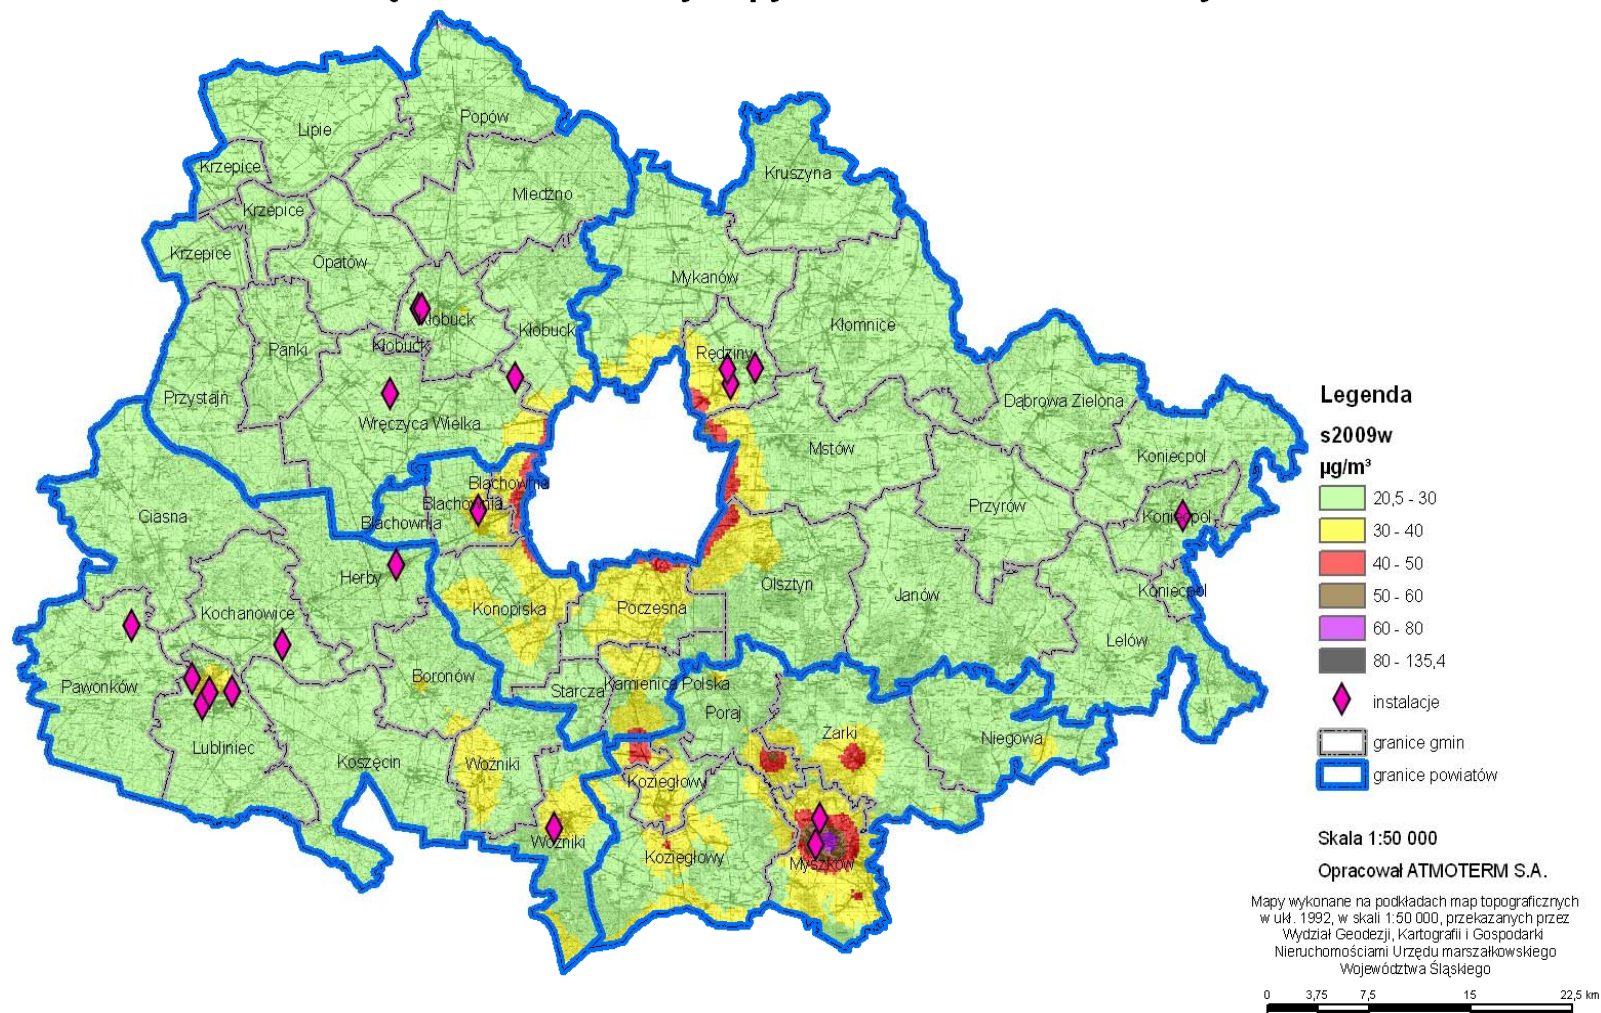 Lipie
Popów
Krzepice
Kruszyna
Miedźno
Krzepice
Krzepice
Opatów
Mykanów
Kłobuck
Kłobuck
Kłomnice
Kłobuck
Panki
Rędziny
Przystajń
Dąbrowa Zielona
Wręczyca Wielka
Mstów
Koniecpol
Blachownia
Blachownia
Przyrów
Ciasna
Blachownia
Koniecpol
Herby
Olsztyn
Janów
Koniecpol
Kochanowice
Konopiska
Poczesna
Lelów
Boronów
Pawonków
Starcza
Kamienica Polska
Poraj
Żarki
Niegowa
Lubliniec
Koszęcin
Woźniki
Koziegłowy
Woźniki
Koziegłowy
Myszków
Legenda
s2009w
µg/m³
20,5 - 30
30 - 40
40 - 50
50 - 60
60 - 80
80 - 135,4
instalacje
granice gmin
granice powiatów
Skala 1:50 000
Opracował ATMOTERM S.A.
Mapy wykonane na podkładach map topograficznych
w ukł. 1992, w skali 1:50 000, przekazanych przez
Wydział Geodezji, Kartografii i Gospodarki
Nieruchomościami Urzędu marszałkowskiego
Województwa Śląskiego
0 3,75 7,5 15 22,5 km